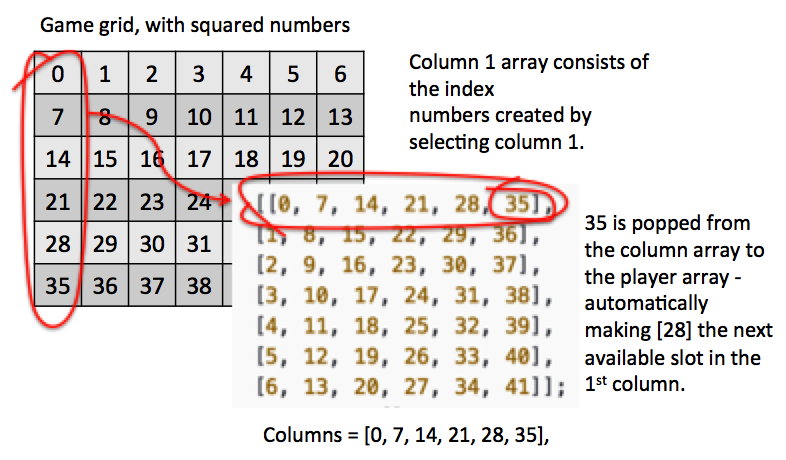 Game grid, with squared numbers
0 1 2 3 4 5 6
7 8 9 10 11 12 13
14 15 16 17 18 19 20
21 22 23 24
28 29 30 31
35 36 37 38
Column 1 array consists of
the index
numbers created by
selecting column 1.
[[0, 7, 14, 21, 28, 35],
[1, 8, 15, 22, 29, 36],
[2, 9, 16, 23, 30, 37],
[3, 10, 17, 24, 31, 38],
[4, 11, 18, 25, 32, 39],
[5, 12, 19, 26, 33, 40],
[6, 13, 20, 27, 34, 41]];
35 is popped from
the column array to
the player array -
automatically
making [28] the next
available slot in the
1st column.
Columns = [0, 7, 14, 21, 28, 35],